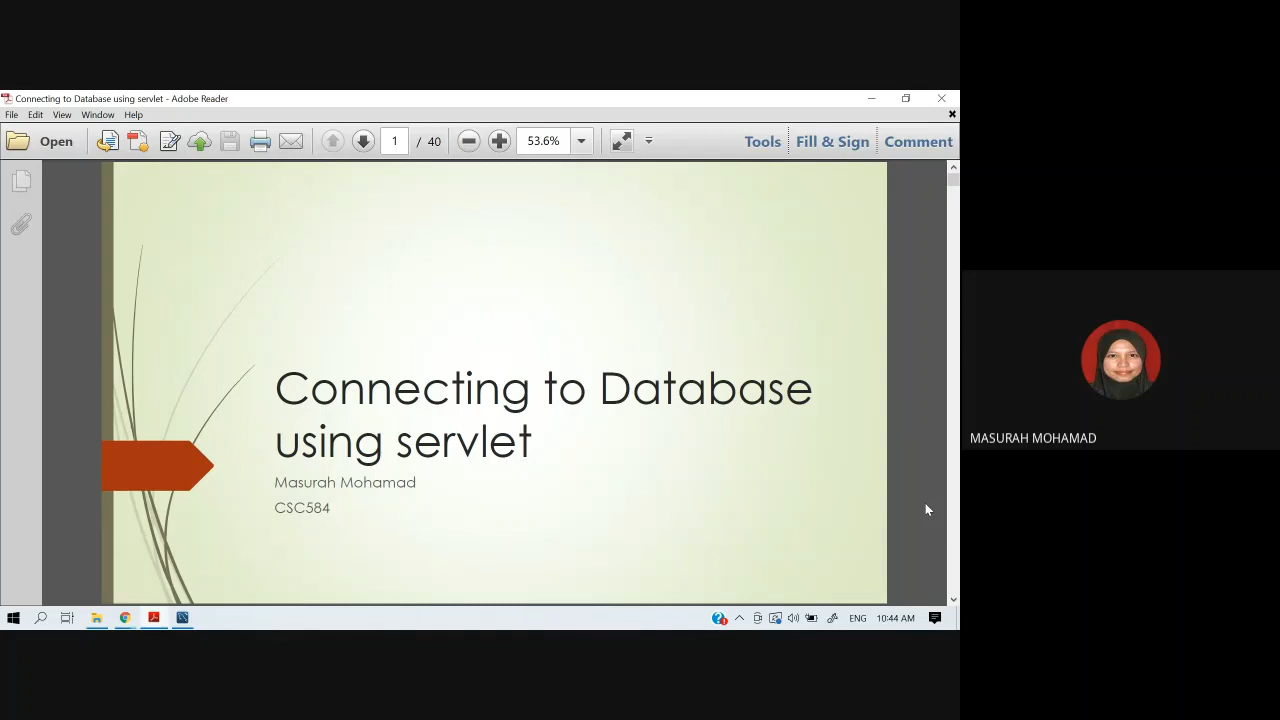 Connecting to Database using servlet - Adobe Reader
File Edit View Window Help
Open 1 / 40 53.6% Tools Fill & Sign Comment
Connecting to Database
using servlet
Masurah Mohamad
CSC584
MASURAH MOHAMAD
ENG 10:44 AM